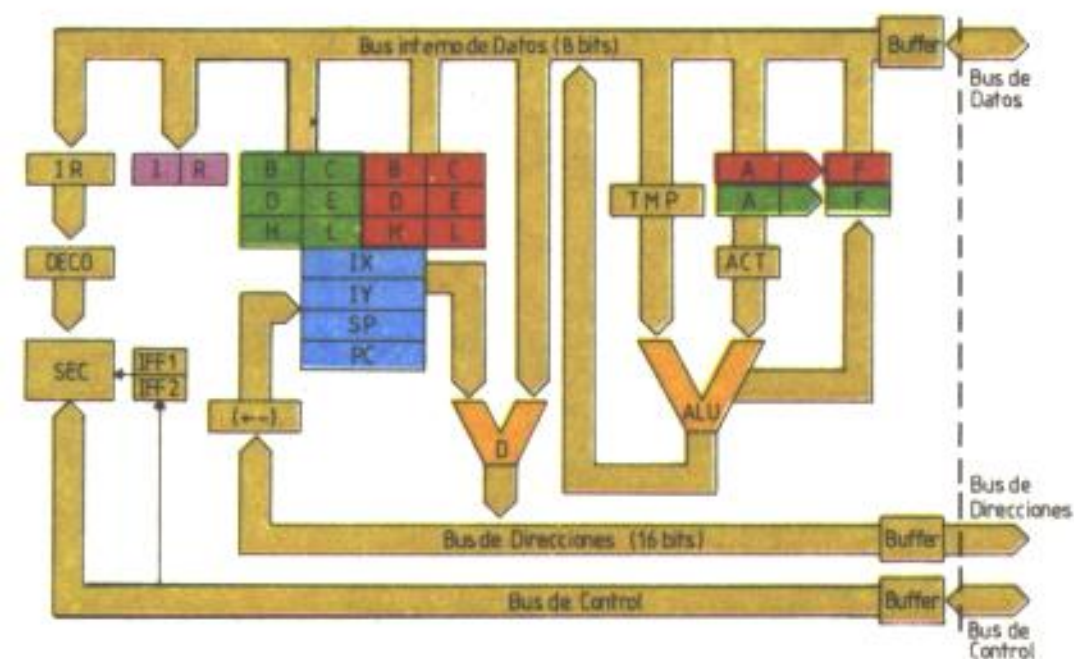 Bus interno de Datos (8 bits)
Buffer
Bus de
Datos
IR
I R
B C B C
D E D E
H L H L
TMP
A F
A F
DECO
IX
IY
SP
PC
ACT
SEC
IFF1
IFF2
(+-)
D
ALU
Bus de
Direcciones
Bus de Direcciones (16 bits)
Buffer
Bus de Control
Buffer
Bus de
Control